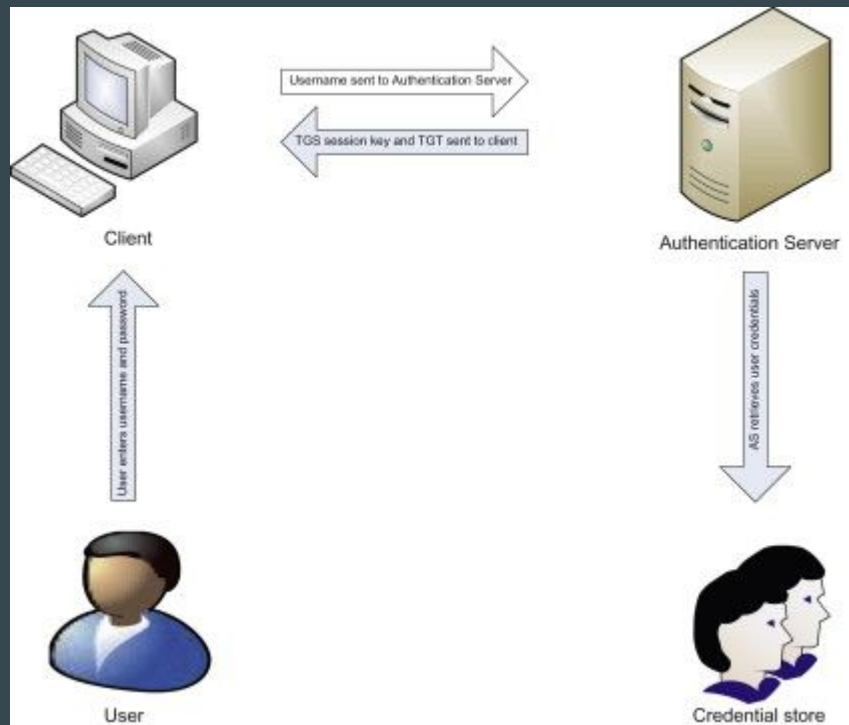 Username sent to Authentication Server
TGS session key and TGT sent to client
Client
Authentication Server
User enters username and password
AS retrieves user credentials
User
Credential store